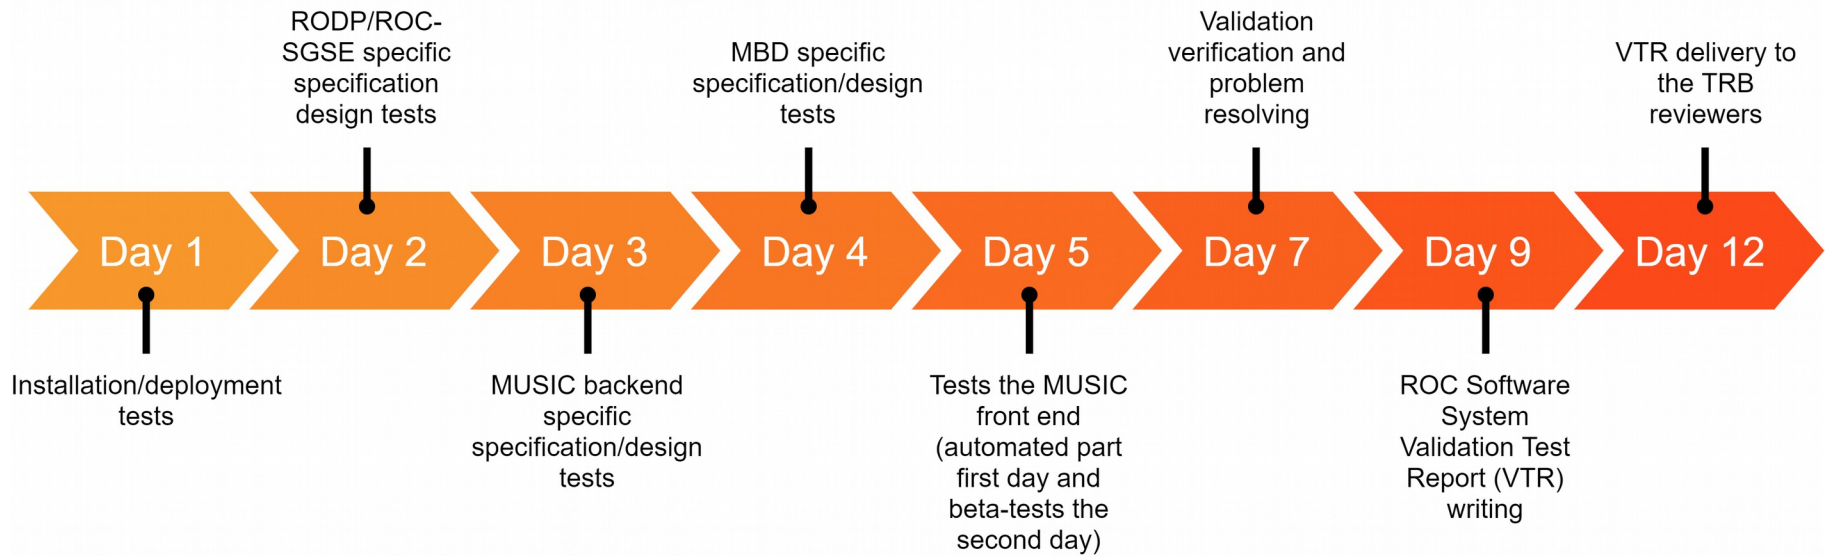 RODP/ROC-
SGSE specific
specification
design tests
MBD specific
specification/design
tests
Validation
verification and
problem
resolving
VTR delivery to
the TRB
reviewers
Day 1
Day 2
Day 3
Day 4
Day 5
Day 7
Day 9
Day 12
Installation/deployment
tests
MUSIC backend
specific
specification/design
tests
Tests the MUSIC
front end
(automated part
first day and
beta-tests the
second day)
ROC Software
System
Validation Test
Report (VTR)
writing